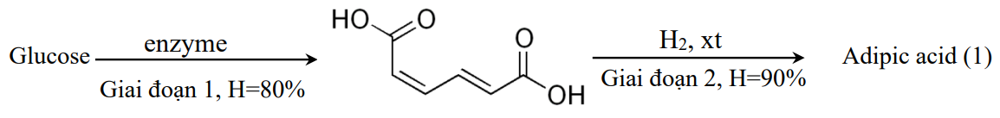 Glucose
enzyme
Giai đoạn 1, H=80%
HO
O
O
OH
H₂, xt
Giai đoạn 2, H=90%
Adipic acid (1)